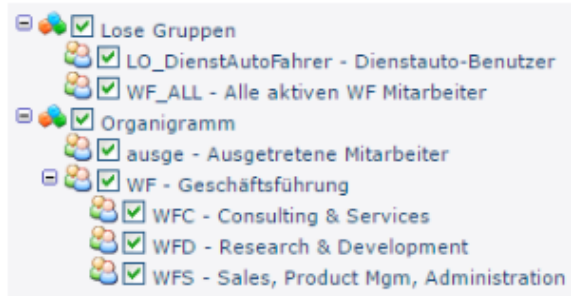 Lose Gruppen
LO_DienstAutoFahrer - Dienstauto-Benutzer
WF_ALL - Alle aktiven WF Mitarbeiter
Organigramm
ausge - Ausgetretene Mitarbeiter
WF - Geschäftsführung
WFC - Consulting & Services
WFD - Research & Development
WFS - Sales, Product Mgm, Administration